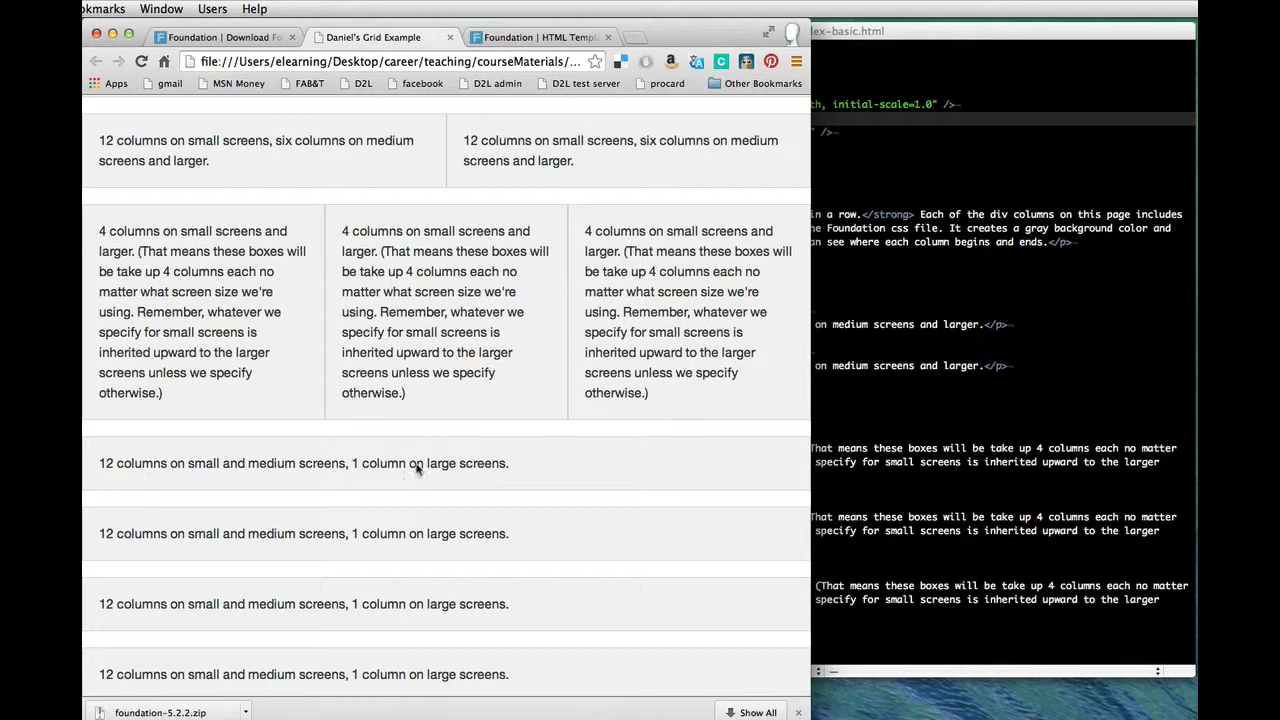 okmarks Window Users Help
Foundation | Download Fo
Daniel's Grid Example
Foundation | HTML Templ
ex-basic.html
file:///Users/elearning/Desktop/career/teaching/courseMaterials/...
Apps gmail MSN Money FAB&T D2L facebook D2L admin D2L test server procard Other Bookmarks
12 columns on small screens, six columns on medium
screens and larger.
12 columns on small screens, six columns on medium
screens and larger.
4 columns on small screens and
larger. (That means these boxes will
be take up 4 columns each no
matter what screen size we're
using. Remember, whatever we
specify for small screens is
inherited upward to the larger
screens unless we specify
otherwise.)
4 columns on small screens and
larger. (That means these boxes will
be take up 4 columns each no
matter what screen size we're
using. Remember, whatever we
specify for small screens is
inherited upward to the larger
screens unless we specify
otherwise.)
4 columns on small screens and
larger. (That means these boxes will
be take up 4 columns each no
matter what screen size we're
using. Remember, whatever we
specify for small screens is
inherited upward to the larger
screens unless we specify
otherwise.)
12 columns on small and medium screens, 1 column on large screens.
12 columns on small and medium screens, 1 column on large screens.
12 columns on small and medium screens, 1 column on large screens.
12 columns on small and medium screens, 1 column on large screens.
th, initial-scale=1.0" />
" />
in a row.</strong> Each of the div columns on this page includes
he Foundation css file. It creates a gray background color and
an see where each column begins and ends.</p>
on medium screens and larger.</p>
on medium screens and larger.</p>
That means these boxes will be take up 4 columns each no matter
specify for small screens is inherited upward to the larger
That means these boxes will be take up 4 columns each no matter
specify for small screens is inherited upward to the larger
(That means these boxes will be take up 4 columns each no matter
specify for small screens is inherited upward to the larger
foundation-5.2.2.zip
Show All